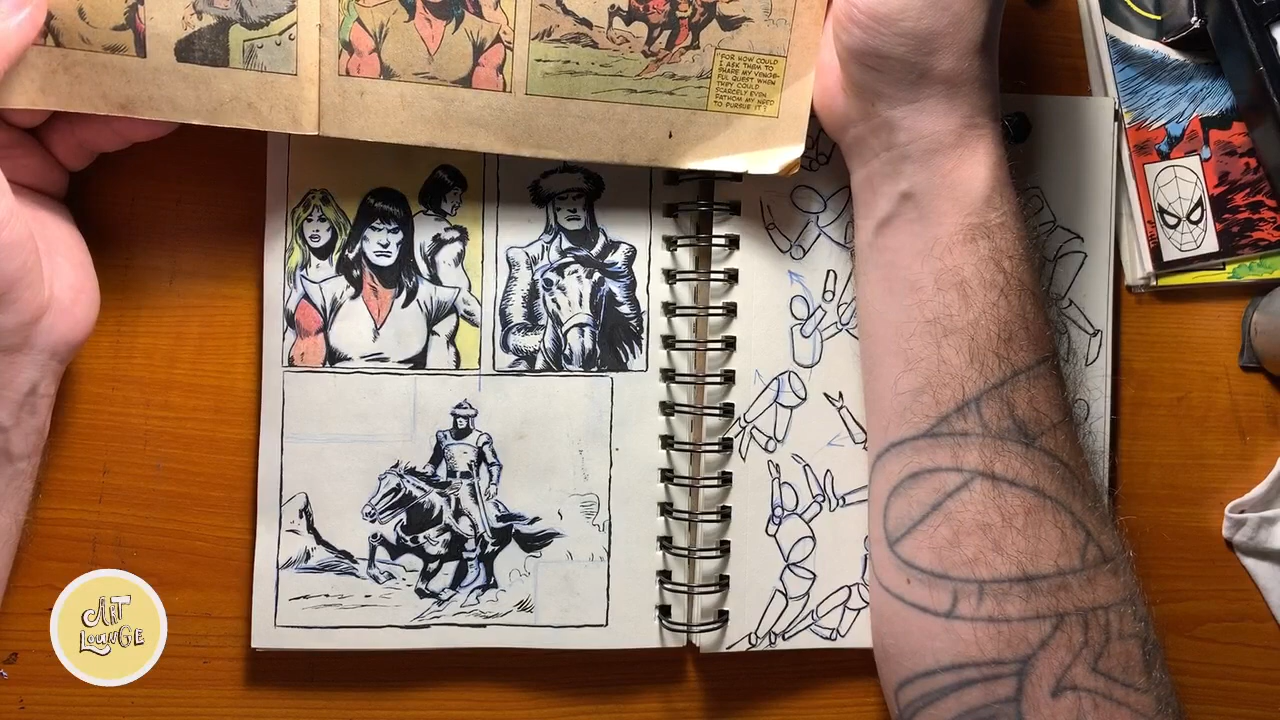 "FOR HOW COULD
I ASK THEM TO
SHARE MY VENGE-
FUL QUEST WHEN
THEY COULD
SCARCELY EVEN
FATHOM MY NEED
TO PURSUE IT?
ART
LOUNGE